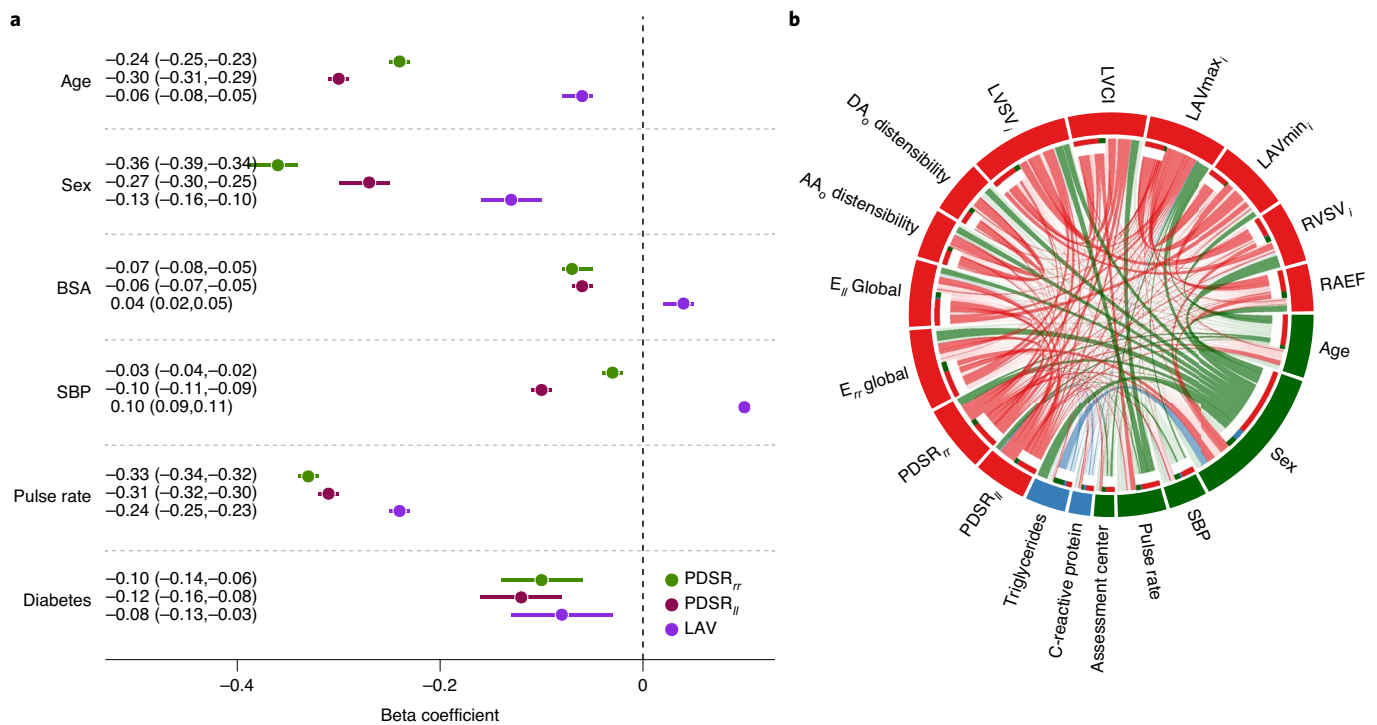 a
Age
–0.24 (–0.25,–0.23)
–0.30 (–0.31,–0.29)
–0.06 (–0.08,–0.05)
Sex
–0.36 (–0.39,–0.34)
–0.27 (–0.30,–0.25)
–0.13 (–0.16,–0.10)
BSA
–0.07 (–0.08,–0.05)
–0.06 (–0.07,–0.05)
0.04 (0.02,0.05)
SBP
–0.03 (–0.04,–0.02)
–0.10 (–0.11,–0.09)
0.10 (0.09,0.11)
Pulse rate
–0.33 (–0.34,–0.32)
–0.31 (–0.32,–0.30)
–0.24 (–0.25,–0.23)
Diabetes
–0.10 (–0.14,–0.06)
–0.12 (–0.16,–0.08)
–0.08 (–0.13,–0.03)
PDSRrr
PDSRll
LAV
–0.4 –0.2 0
Beta coefficient
b
LVCI
LAVmaxi
LAVmini
RVSVi
RAEF
Age
Sex
SBP
Pulse rate
Assessment center
C-reactive protein
Triglycerides
PDSRll
PDSRrr
Err global
Ell Global
AAo distensibility
DAo distensibility
LVSVi